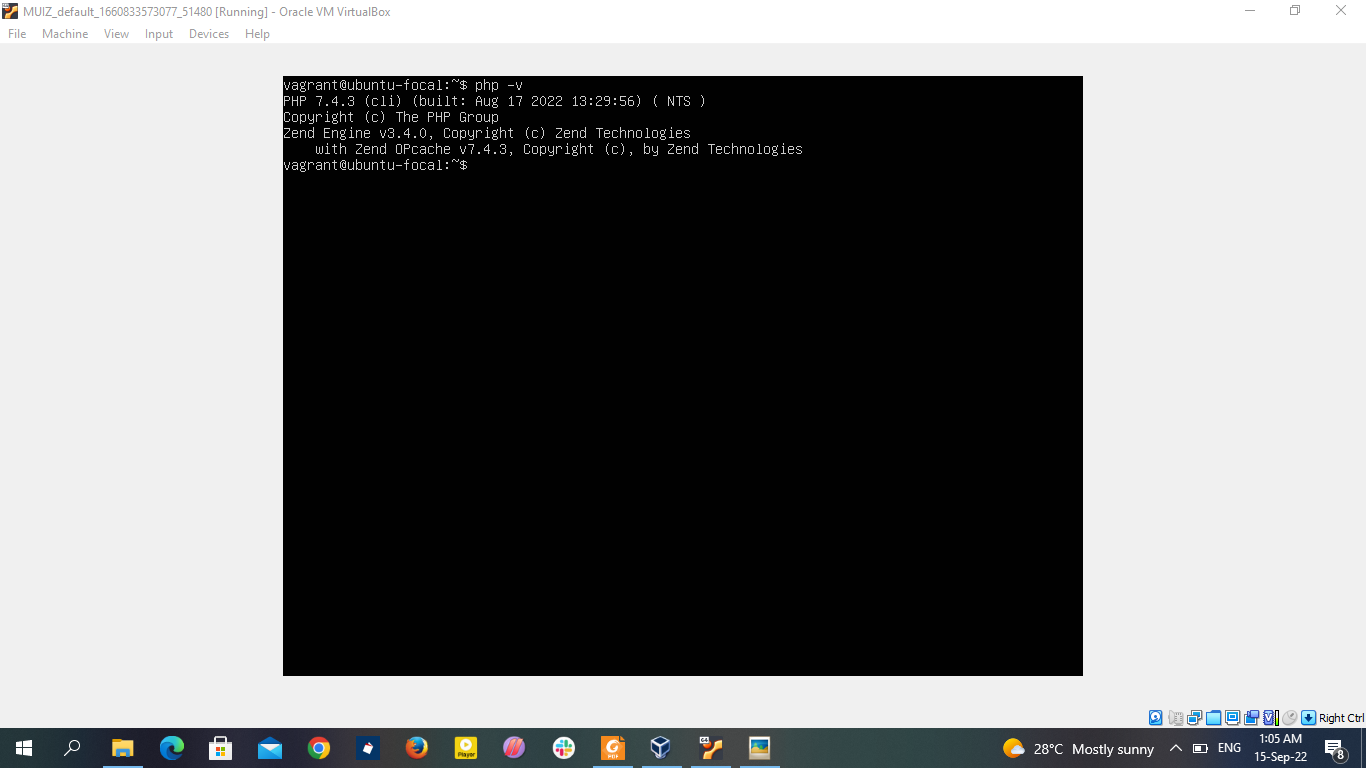 MUIZ_default_1660833573077_51480 [Running] - Oracle VM VirtualBox
File Machine View Input Devices Help
vagrant@ubuntu-focal:~$ php -v
PHP 7.4.3 (cli) (built: Aug 17 2022 13:29:56) ( NTS )
Copyright (c) The PHP Group
Zend Engine v3.4.0, Copyright (c) Zend Technologies
    with Zend OPcache v7.4.3, Copyright (c), by Zend Technologies
vagrant@ubuntu-focal:~$
Right Ctrl
Player
PDF
64
28°C Mostly sunny
ENG
1:05 AM
15-Sep-22
8